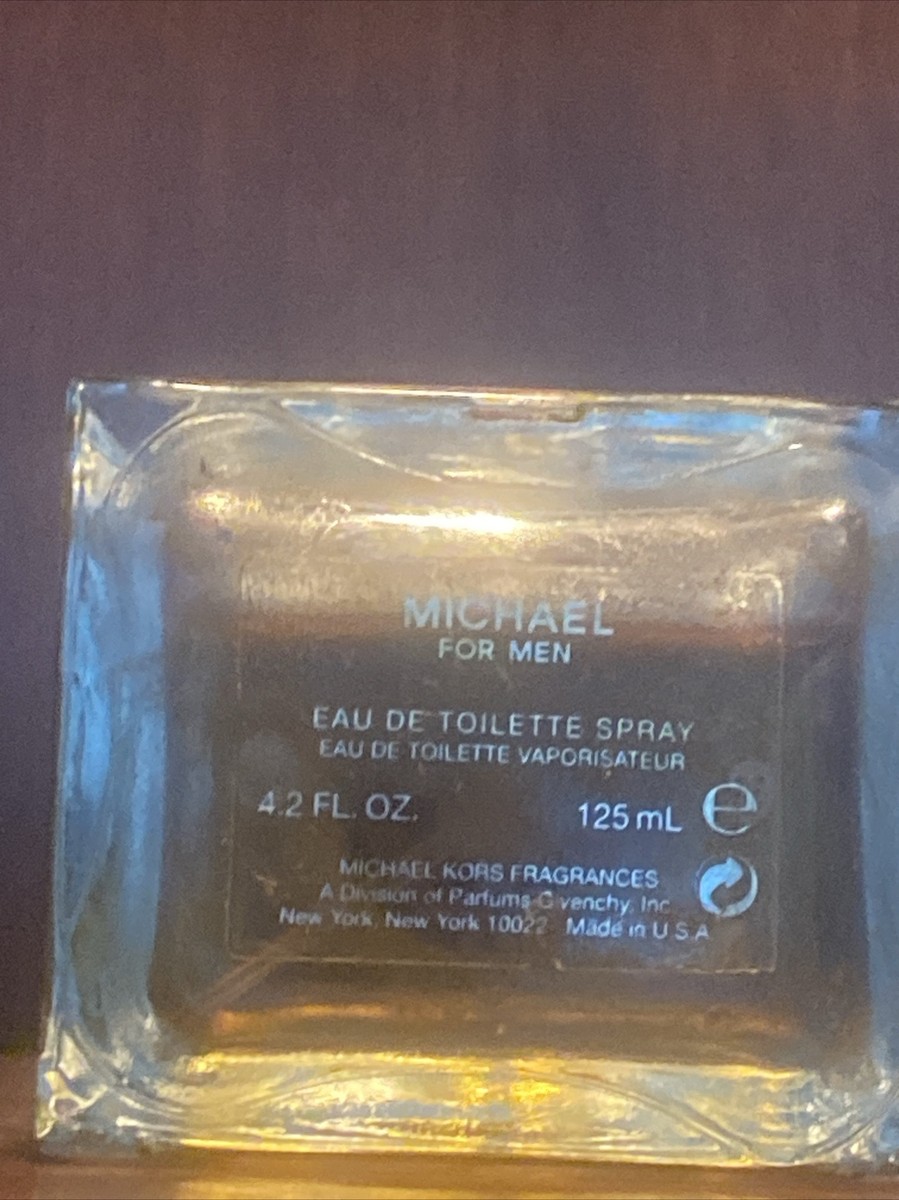 MICHAEL
FOR MEN
EAU DE TOILETTE SPRAY
EAU DE TOILETTE VAPORISATEUR
4.2 FL. OZ. 125 mL ℮
MICHAEL KORS FRAGRANCES
A Division of Parfums Givenchy, Inc.
New York, New York 10022 Made in U.S.A.